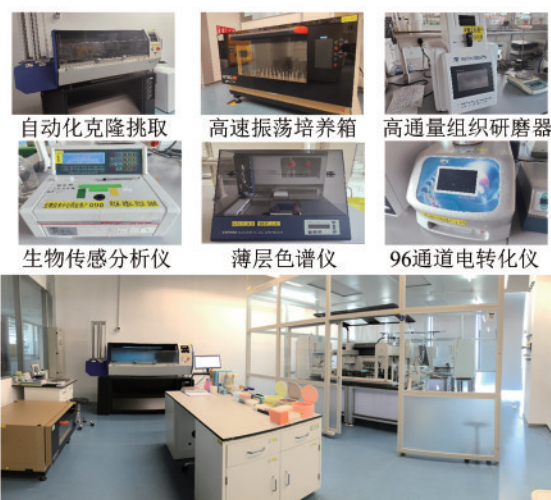 自动化克隆挑取
高速振荡培养箱
高通量组织研磨器
生物传感分析仪
薄层色谱仪
96通道电转化仪